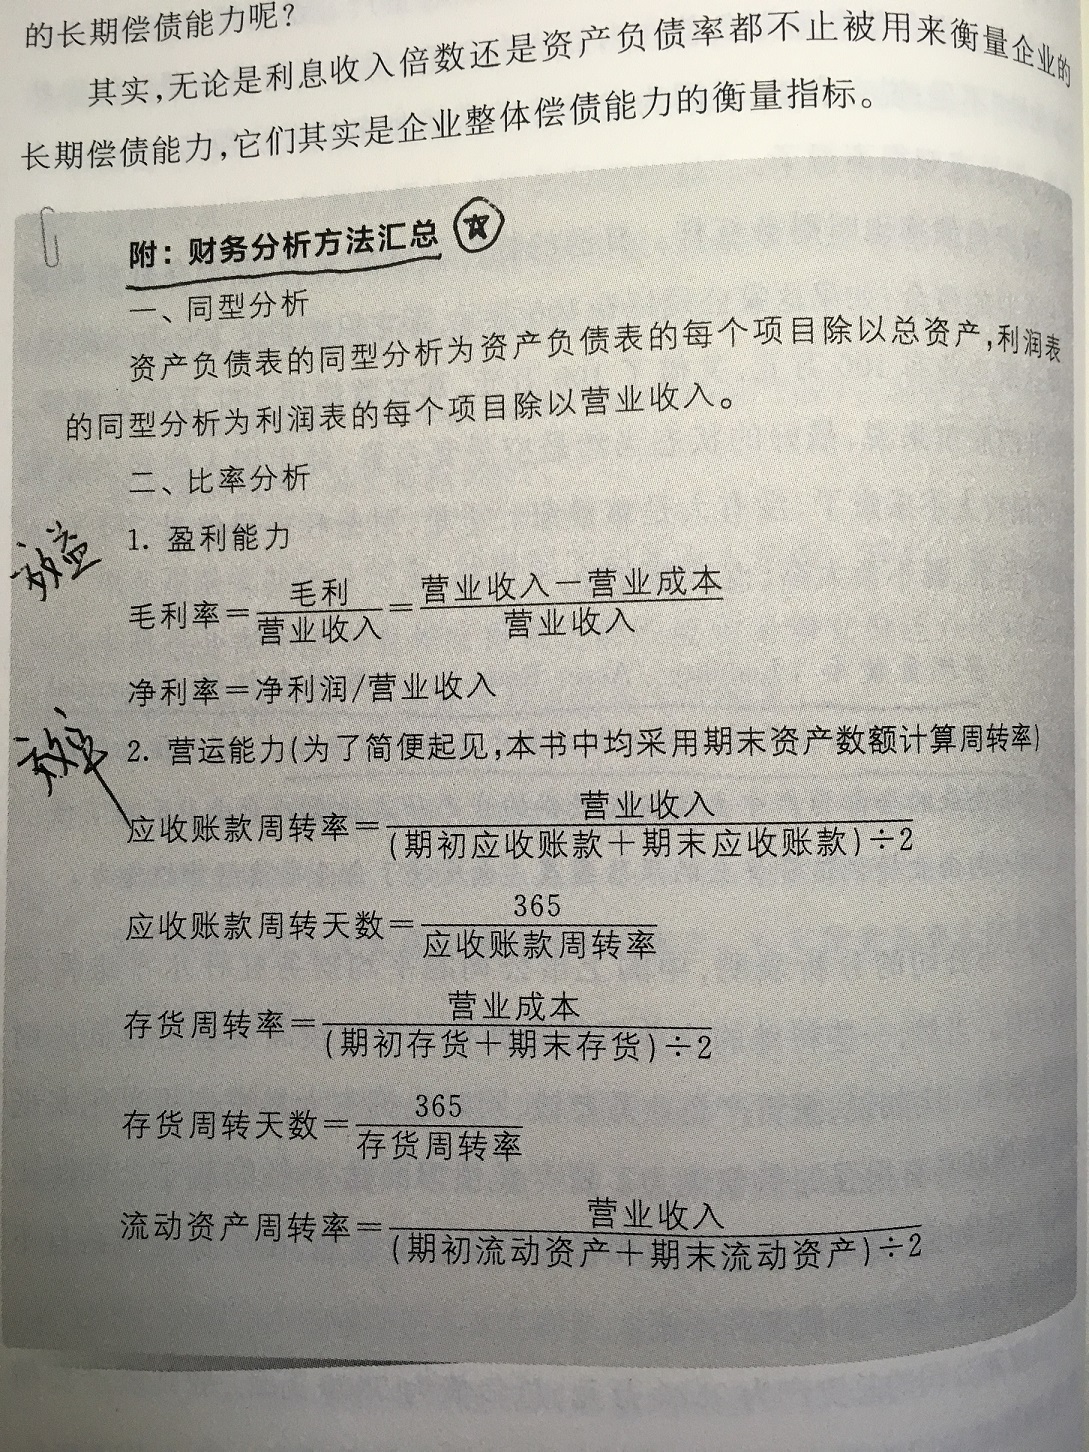 的长期偿债能力呢？
其实，无论是利息收入倍数还是资产负债率都不止被用来衡量企业的
长期偿债能力，它们其实是企业整体偿债能力的衡量指标。
附：财务分析方法汇总
一、同型分析
资产负债表的同型分析为资产负债表的每个项目除以总资产，利润表
的同型分析为利润表的每个项目除以营业收入。
二、比率分析
效益
1. 盈利能力
毛利率＝毛利/营业收入＝营业收入－营业成本/营业收入
净利率＝净利润/营业收入
效率
2. 营运能力(为了简便起见，本书中均采用期末资产数额计算周转率)
应收账款周转率＝营业收入/(期初应收账款＋期末应收账款)÷2
应收账款周转天数＝365/应收账款周转率
存货周转率＝营业成本/(期初存货＋期末存货)÷2
存货周转天数＝365/存货周转率
流动资产周转率＝营业收入/(期初流动资产＋期末流动资产)÷2